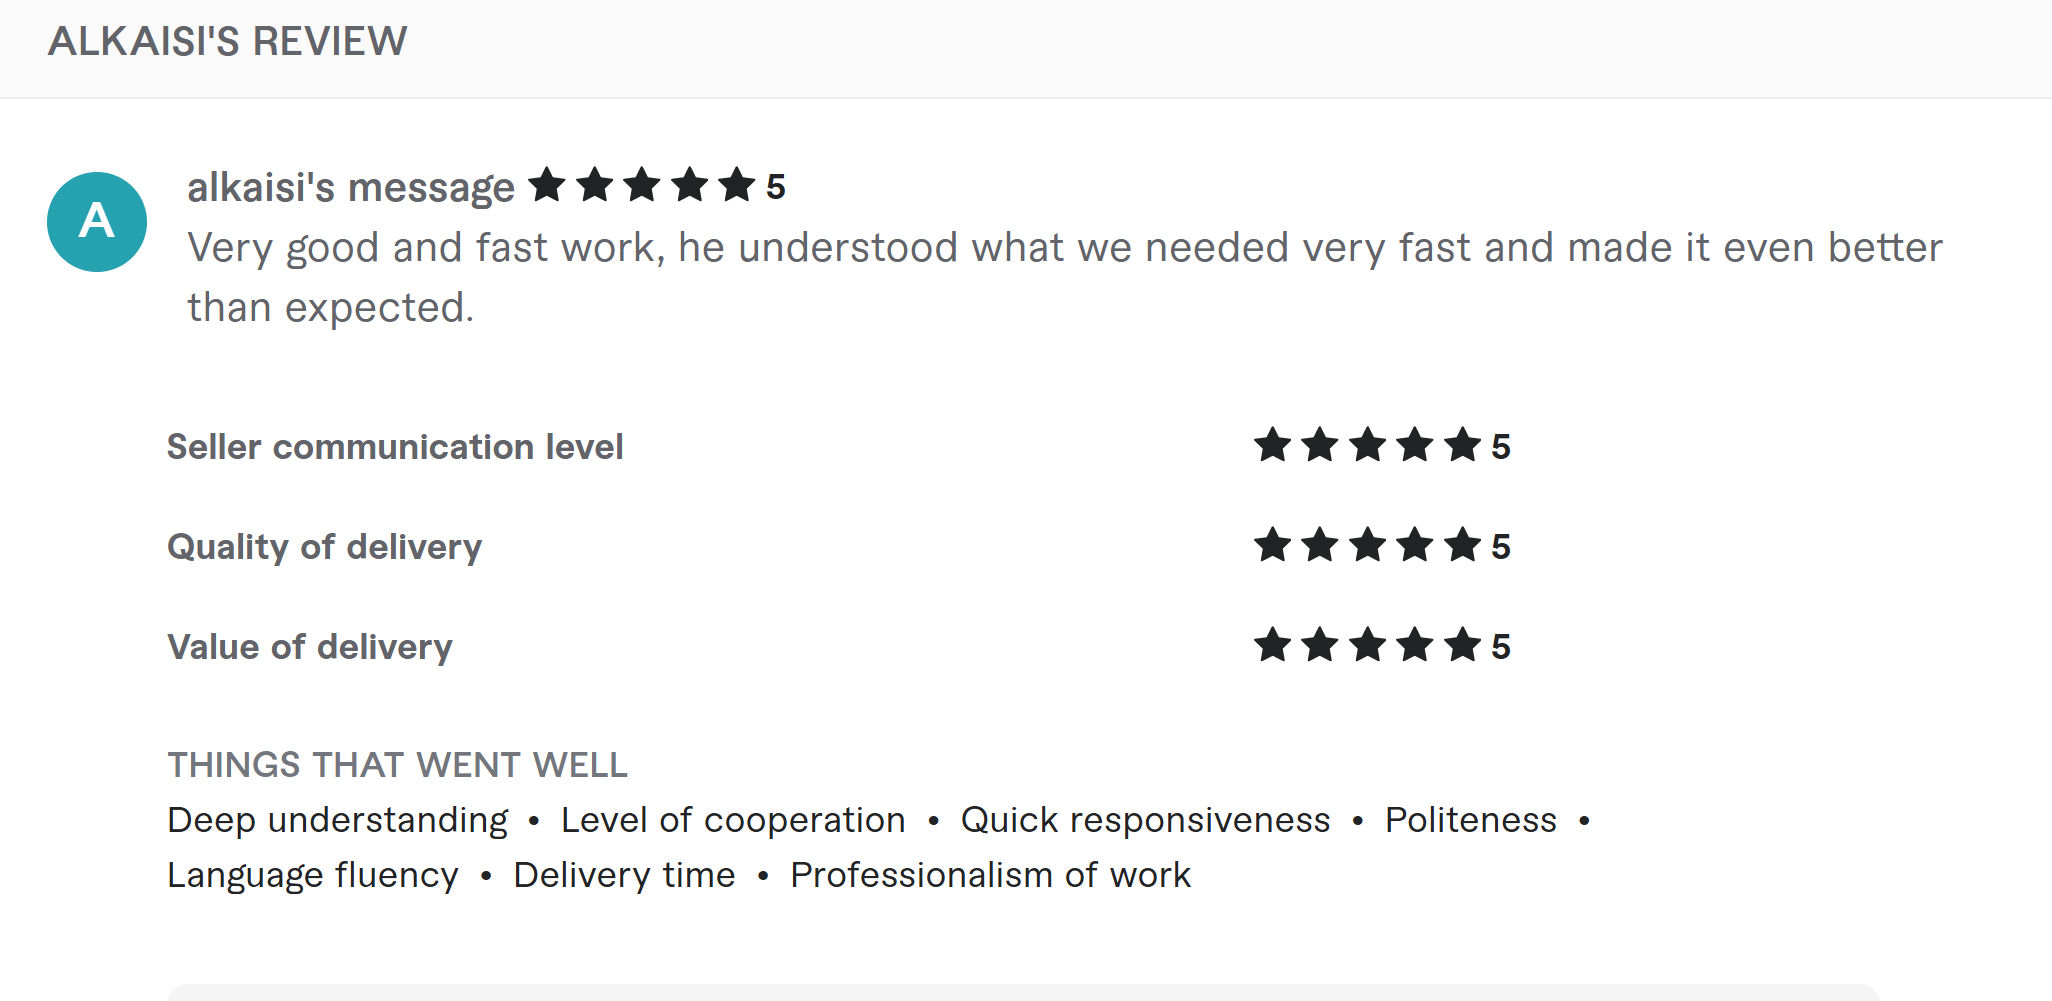 ALKAISI'S REVIEW
A
alkaisi's message ★★★★★ 5
Very good and fast work, he understood what we needed very fast and made it even better
than expected.
Seller communication level ★★★★★ 5
Quality of delivery ★★★★★ 5
Value of delivery ★★★★★ 5
THINGS THAT WENT WELL
Deep understanding • Level of cooperation • Quick responsiveness • Politeness •
Language fluency • Delivery time • Professionalism of work